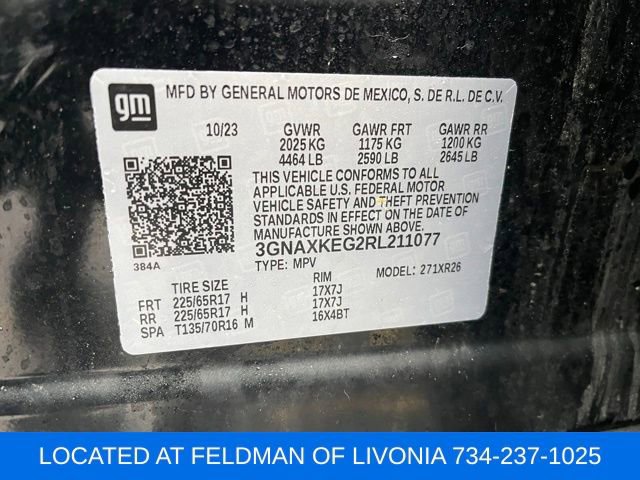 gm
MFD BY GENERAL MOTORS DE MEXICO, S. DE R.L. DE C.V.
10/23 GVWR GAWR FRT GAWR RR
2025 KG 1175 KG 1200 KG
4464 LB 2590 LB 2645 LB
THIS VEHICLE CONFORMS TO ALL
APPLICABLE U.S. FEDERAL MOTOR
VEHICLE SAFETY AND THEFT PREVENTION
STANDARDS IN EFFECT ON THE DATE OF
MANUFACTURE SHOWN ABOVE.
384A 3GNAXKEG2RL211077
TYPE: MPV MODEL: 271XR26
TIRE SIZE RIM
FRT 225/65R17 H 17X7J
RR 225/65R17 H 17X7J
SPA T135/70R16 M 16X4BT
LOCATED AT FELDMAN OF LIVONIA 734-237-1025